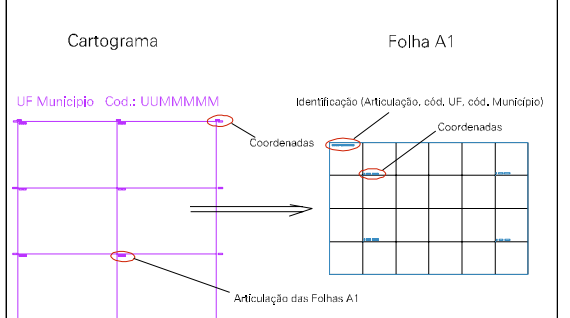 Cartograma
Folha A1
UF Município Cod.: UUMMMMM
Identificação (Articulação, cód. UF, cód. Município)
Coordenadas
Coordenadas
Articulação das Folhas A1